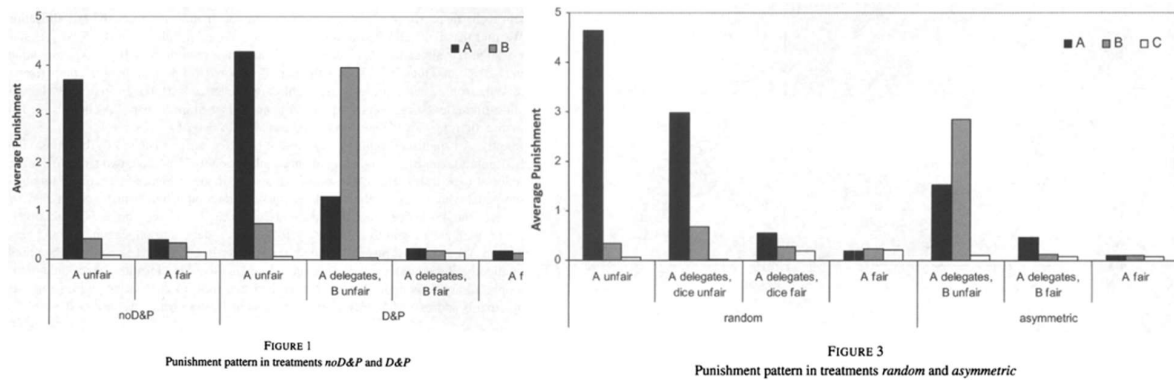 5
4
3
2
1
0
Average Punishment
A B
A unfair
A fair
A unfair
A delegates,
B unfair
A delegates,
B fair
A f
noD&P
D&P
FIGURE 1
Punishment pattern in treatments noD&P and D&P
5
4
3
2
1
0
Average Punishment
A B C
A unfair
A delegates,
dice unfair
A delegates,
dice fair
A fair
A delegates,
B unfair
A delegates,
B fair
A fair
random
asymmetric
FIGURE 3
Punishment pattern in treatments random and asymmetric